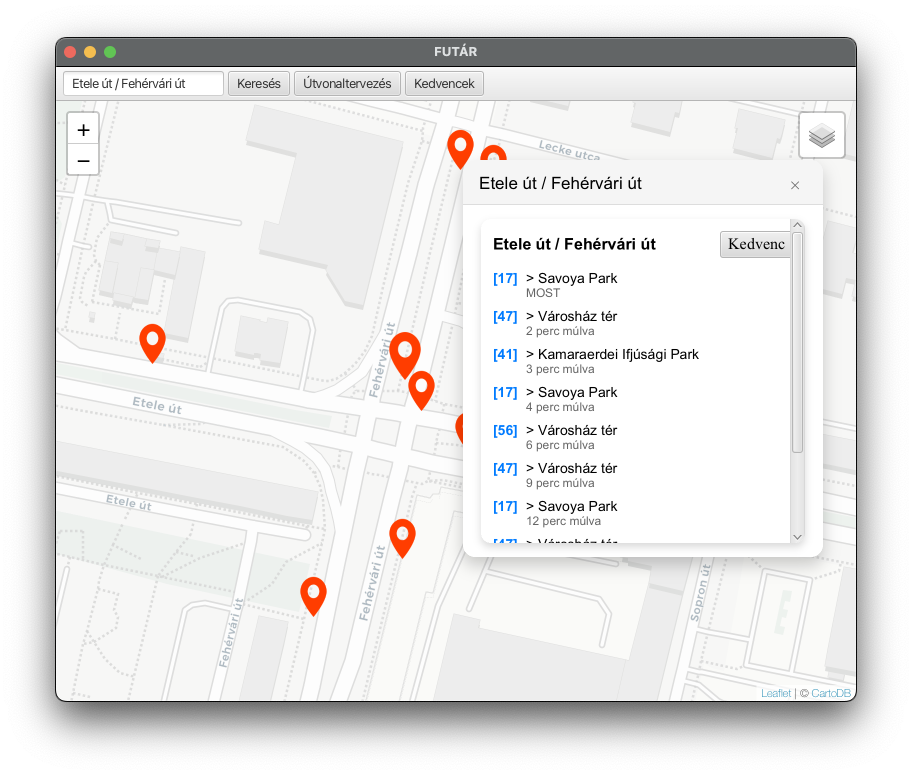 FUTÁR
Etele út / Fehérvári út
Keresés
Útvonaltervezés
Kedvencek
+
−
Lecke utca
Etele út / Fehérvári út
×
Etele út / Fehérvári út
Kedvenc
[17] > Savoya Park
MOST
[47] > Városház tér
2 perc múlva
[41] > Kamaraerdei Ifjúsági Park
3 perc múlva
[17] > Savoya Park
4 perc múlva
[56] > Városház tér
6 perc múlva
[47] > Városház tér
9 perc múlva
[17] > Savoya Park
12 perc múlva
[47] > Városház tér
Fehérvári út
Etele út
Etele út
Fehérvári út
Fehérvári út
Sopron út
Leaflet | © CartoDB